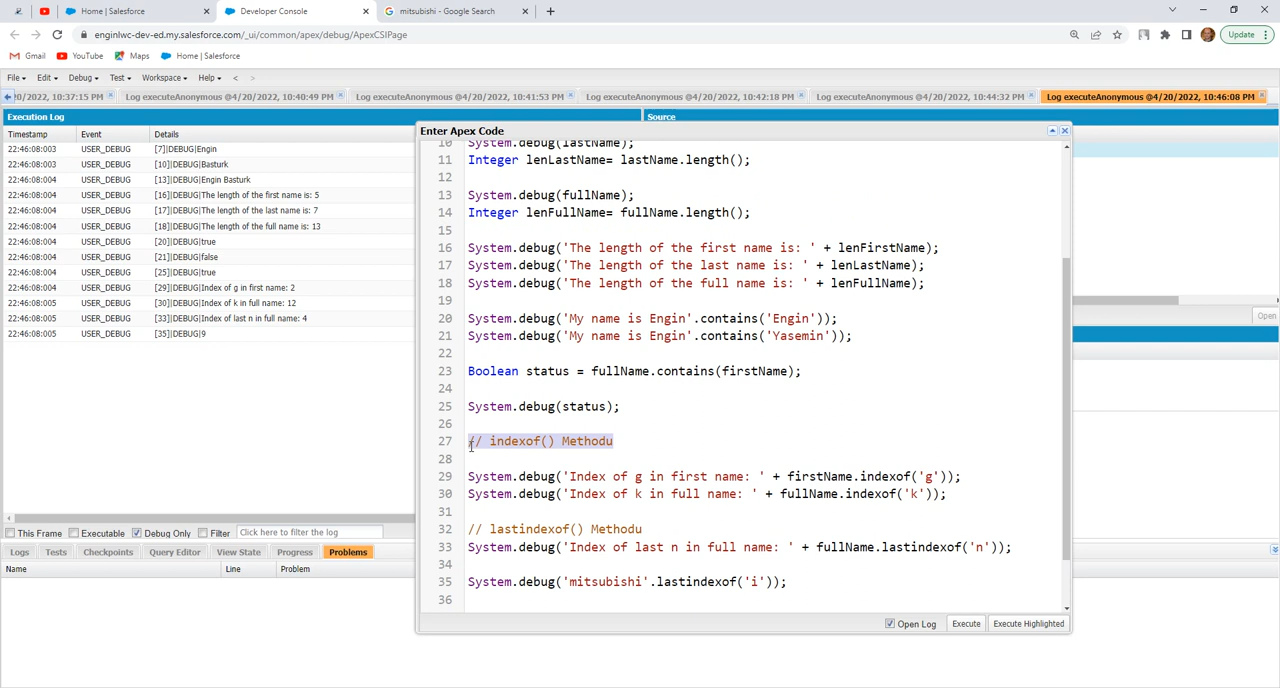 Home | Salesforce
Developer Console
mitsubishi - Google Search
enginlwc-dev-ed.my.salesforce.com/_ui/common/apex/debug/ApexCSIPage
Update
Gmail YouTube Maps Home | Salesforce
File Edit Debug Test Workspace Help < >
/20/2022, 10:37:15 PM Log executeAnonymous @4/20/2022, 10:40:49 PM Log executeAnonymous @4/20/2022, 10:41:53 PM Log executeAnonymous @4/20/2022, 10:42:18 PM Log executeAnonymous @4/20/2022, 10:44:32 PM Log executeAnonymous @4/20/2022, 10:46:08 PM
Execution Log
Source
Timestamp Event Details
22:46:08:003 USER_DEBUG [7]|DEBUG|Engin
22:46:08:003 USER_DEBUG [10]|DEBUG|Basturk
22:46:08:004 USER_DEBUG [13]|DEBUG|Engin Basturk
22:46:08:004 USER_DEBUG [16]|DEBUG|The length of the first name is: 5
22:46:08:004 USER_DEBUG [17]|DEBUG|The length of the last name is: 7
22:46:08:004 USER_DEBUG [18]|DEBUG|The length of the full name is: 13
22:46:08:004 USER_DEBUG [20]|DEBUG|true
22:46:08:004 USER_DEBUG [21]|DEBUG|false
22:46:08:004 USER_DEBUG [25]|DEBUG|true
22:46:08:004 USER_DEBUG [29]|DEBUG|Index of g in first name: 2
22:46:08:005 USER_DEBUG [30]|DEBUG|Index of k in full name: 12
22:46:08:005 USER_DEBUG [33]|DEBUG|Index of last n in full name: 4
22:46:08:005 USER_DEBUG [35]|DEBUG|9
This Frame Executable Debug Only Filter Click here to filter the log
Logs Tests Checkpoints Query Editor View State Progress Problems
Name Line Problem
Enter Apex Code
10 System.debug(lastName);
11 Integer lenLastName= lastName.length();
12
13 System.debug(fullName);
14 Integer lenFullName= fullName.length();
15
16 System.debug('The length of the first name is: ' + lenFirstName);
17 System.debug('The length of the last name is: ' + lenLastName);
18 System.debug('The length of the full name is: ' + lenFullName);
19
20 System.debug('My name is Engin'.contains('Engin'));
21 System.debug('My name is Engin'.contains('Yasemin'));
22
23 Boolean status = fullName.contains(firstName);
24
25 System.debug(status);
26
27 // indexof() Methodu
28
29 System.debug('Index of g in first name: ' + firstName.indexof('g'));
30 System.debug('Index of k in full name: ' + fullName.indexof('k'));
31
32 // lastindexof() Methodu
33 System.debug('Index of last n in full name: ' + fullName.lastindexof('n'));
34
35 System.debug('mitsubishi'.lastindexof('i'));
36
Open Log Execute Execute Highlighted
Open